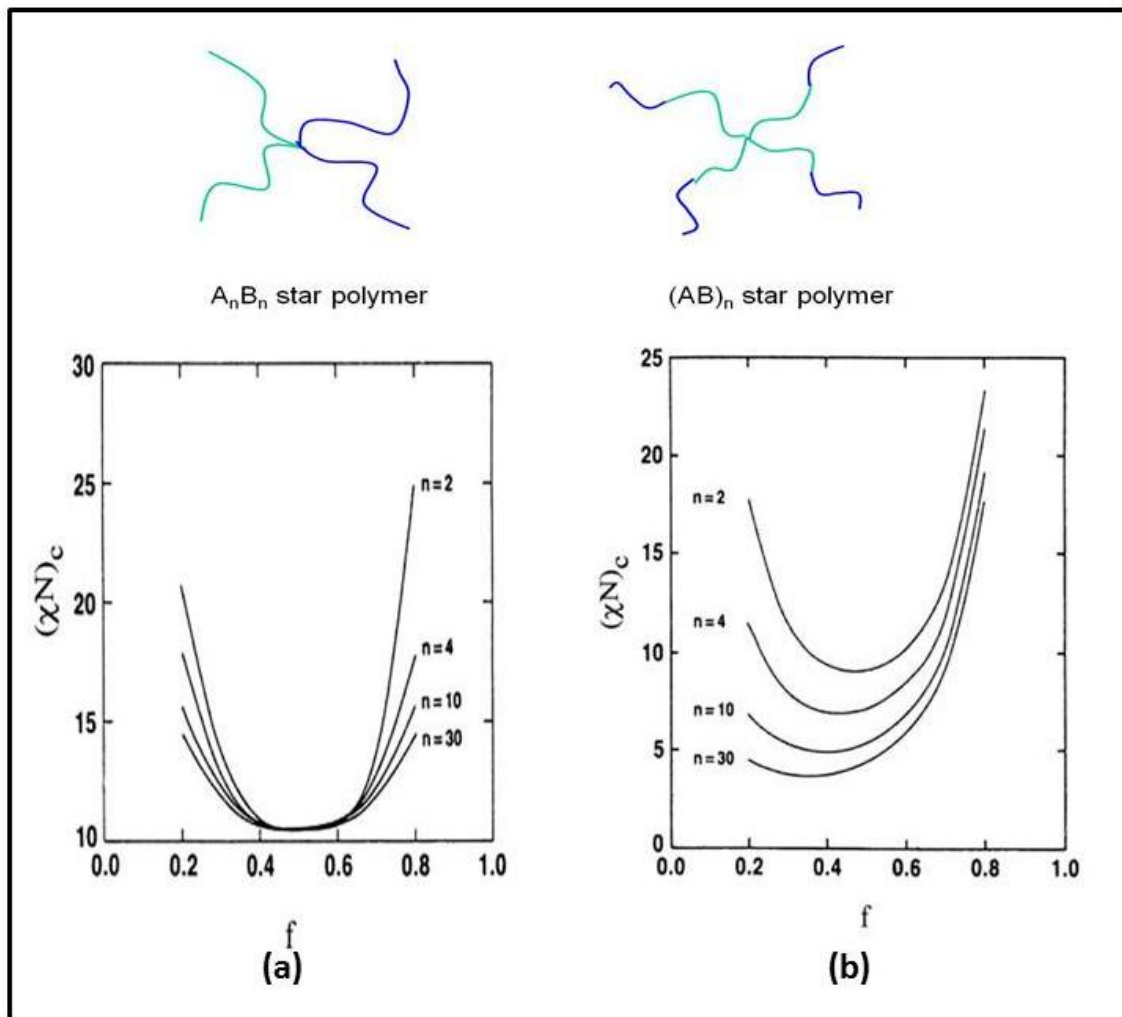 AₙBₙ star polymer
(AB)ₙ star polymer
30
25
20
15
10
0.0 0.2 0.4 0.6 0.8 1.0
(χN)c
f
n=2
n=4
n=10
n=30
(a)
25
20
15
10
5
0
0.0 0.2 0.4 0.6 0.8 1.0
(χN)c
f
n=2
n=4
n=10
n=30
(b)